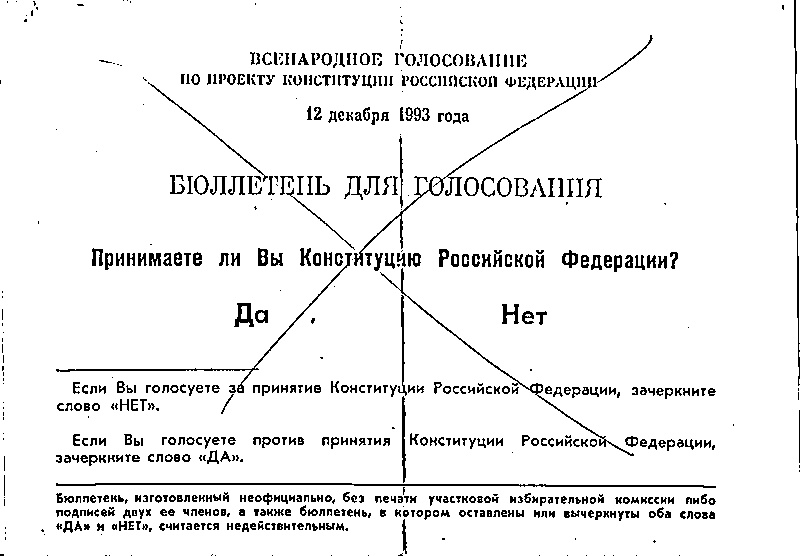 ВСЕНАРОДНОЕ ГОЛОСОВАНИЕ
ПО ПРОЕКТУ КОНСТИТУЦИИ РОССИЙСКОЙ ФЕДЕРАЦИИ
12 декабря 1993 года
БЮЛЛЕТЕНЬ ДЛЯ ГОЛОСОВАНИЯ
Принимаете ли Вы Конституцию Российской Федерации?
Да Нет
Если Вы голосуете за принятие Конституции Российской Федерации, зачеркните
слово «НЕТ».
Если Вы голосуете против принятия Конституции Российской Федерации,
зачеркните слово «ДА».
Бюллетень, изготовленный неофициально, без печати участковой избирательной комиссии либо
подписей двух ее членов, а также бюллетень, в котором оставлены или вычеркнуты оба слова
«ДА» и «НЕТ», считается недействительным.